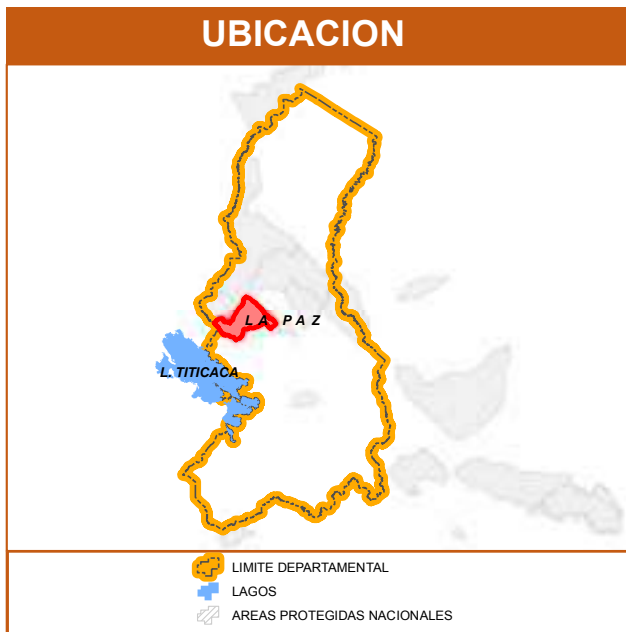 UBICACION
L A P A Z
L. TITICACA
LIMITE DEPARTAMENTAL
LAGOS
AREAS PROTEGIDAS NACIONALES